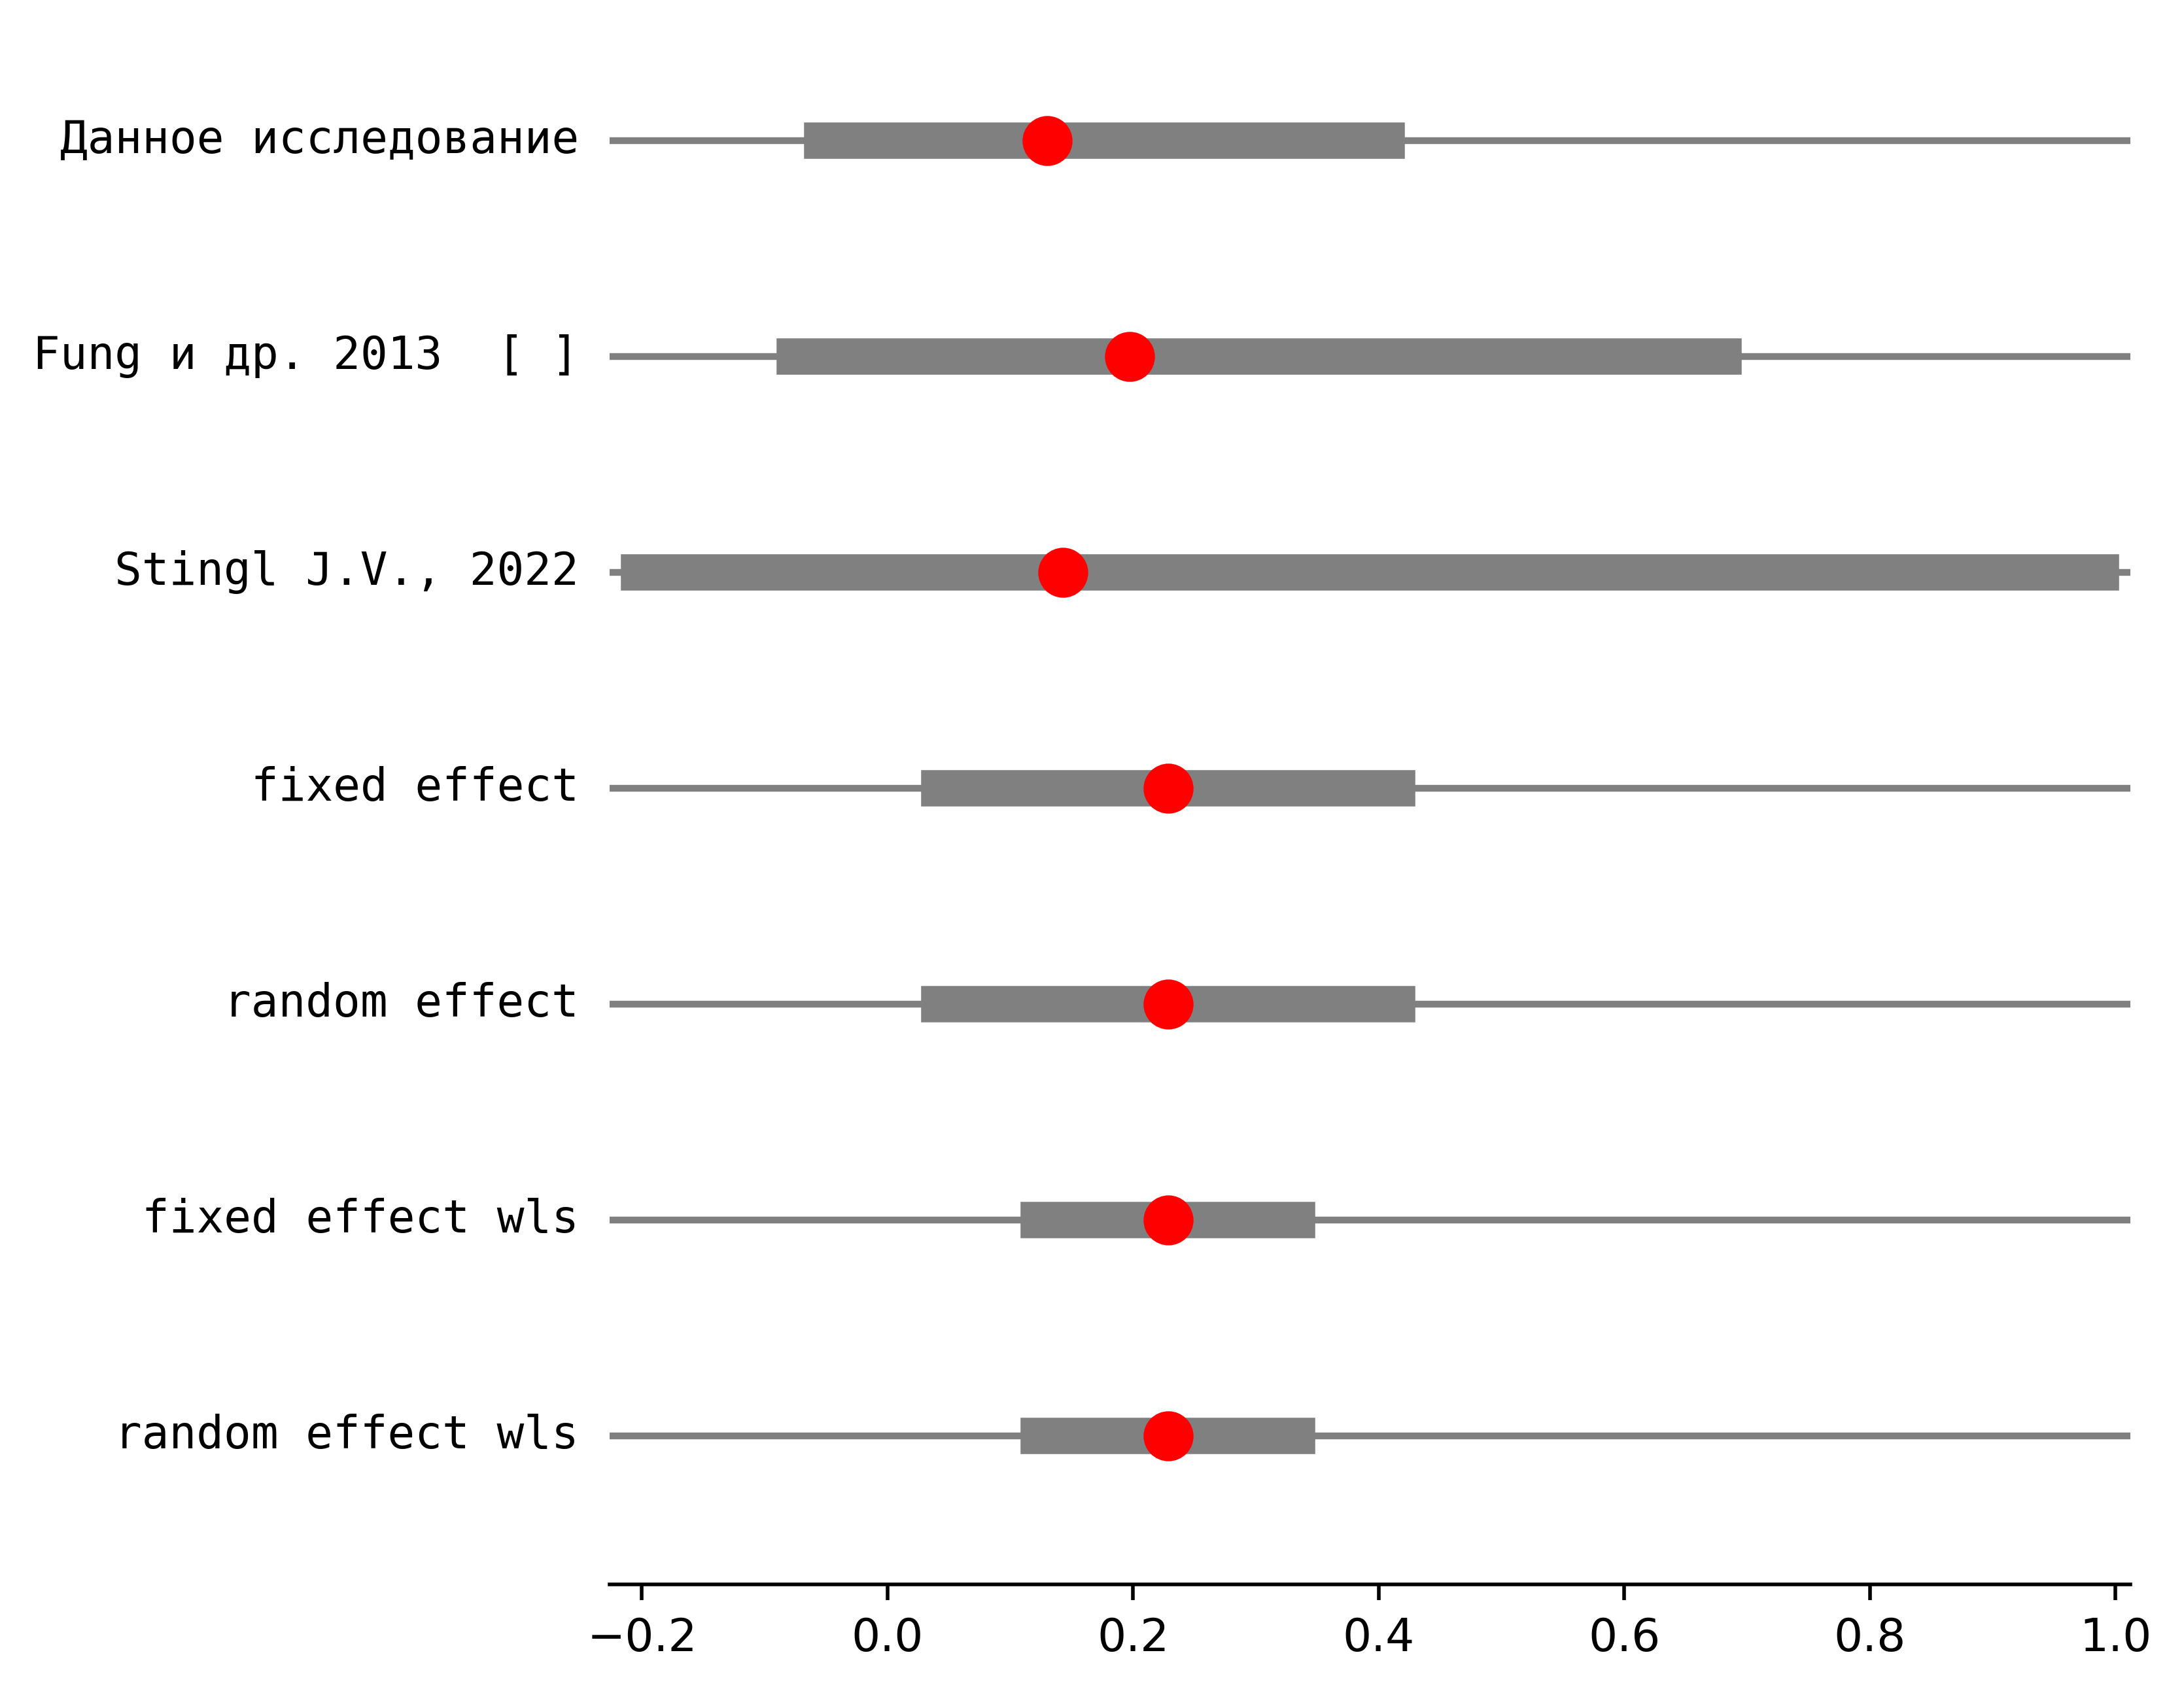 Данное исследование
Fung и др. 2013  [ ]
Stingl J.V., 2022
fixed effect
random effect
fixed effect wls
random effect wls
−0.2 0.0 0.2 0.4 0.6 0.8 1.0